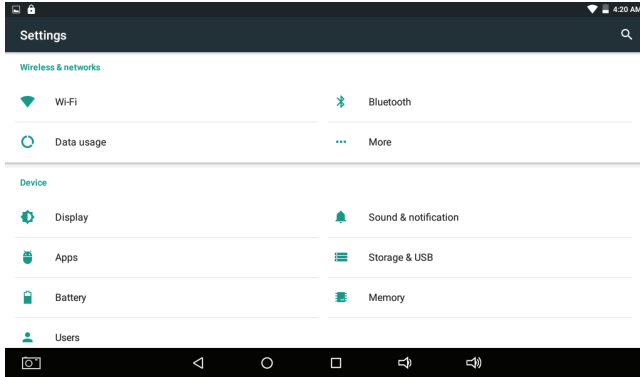 4:20 AM
Settings
Wireless & networks
Wi-Fi
Bluetooth
Data usage
More
Device
Display
Sound & notification
Apps
Storage & USB
Battery
Memory
Users